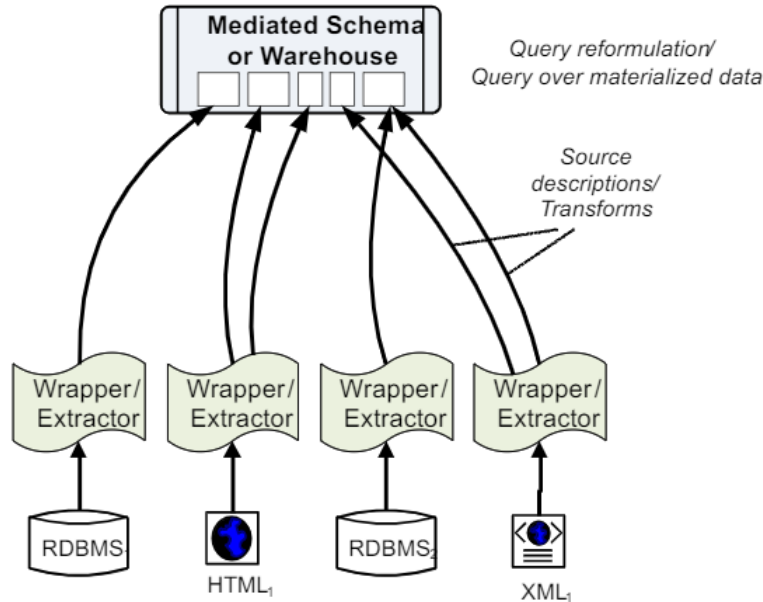 Mediated Schema
or Warehouse
Query reformulation/
Query over materialized data
Source
descriptions/
Transforms
Wrapper/
Extractor
Wrapper/
Extractor
Wrapper/
Extractor
Wrapper/
Extractor
RDBMS₁
HTML₁
RDBMS₂
XML₁